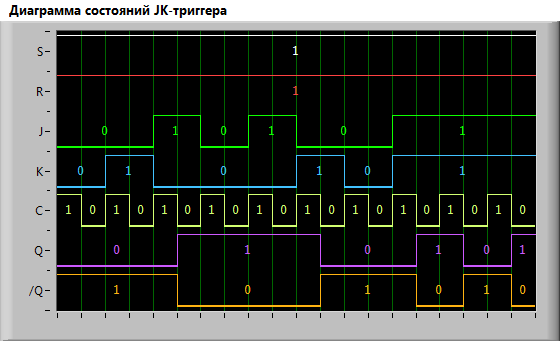 Диаграмма состояний JK-триггера
S 1
R 1
J 0 1 0 1 0 1
K 0 1 0 1 0 1
C 1 0 1 0 1 0 1 0 1 0 1 0 1 0 1 0 1 0 1 0
Q 0 1 0 1 0 1
/Q 1 0 1 0 1 0